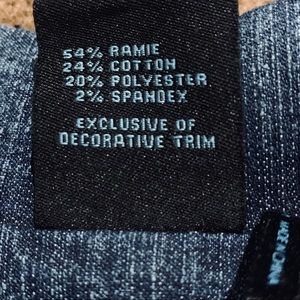 54% RAMIE
24% COTTON
20% POLYESTER
2% SPANDEX
EXCLUSIVE OF
DECORATIVE TRIM